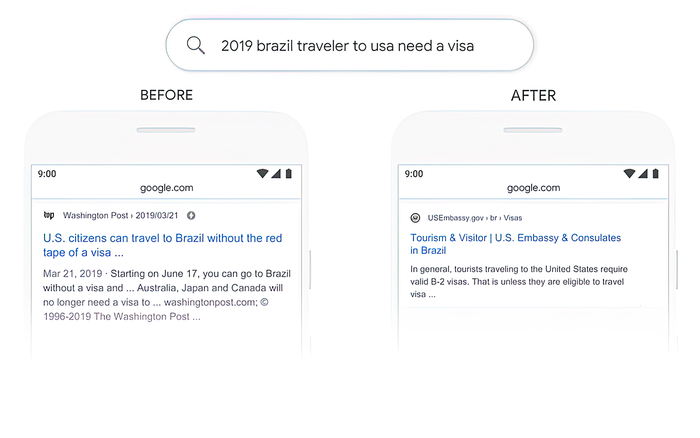 2019 brazil traveler to usa need a visa
BEFORE
9:00
google.com
wp Washington Post › 2019/03/21
U.S. citizens can travel to Brazil without the red
tape of a visa ...
Mar 21, 2019 · Starting on June 17, you can go to Brazil
without a visa and ... Australia, Japan and Canada will
no longer need a visa to ... washingtonpost.com; ©
1996-2019 The Washington Post ...
AFTER
9:00
google.com
USEmbassy.gov › br › Visas
Tourism & Visitor | U.S. Embassy & Consulates
in Brazil
In general, tourists traveling to the United States require
valid B-2 visas. That is unless they are eligible to travel
visa ...